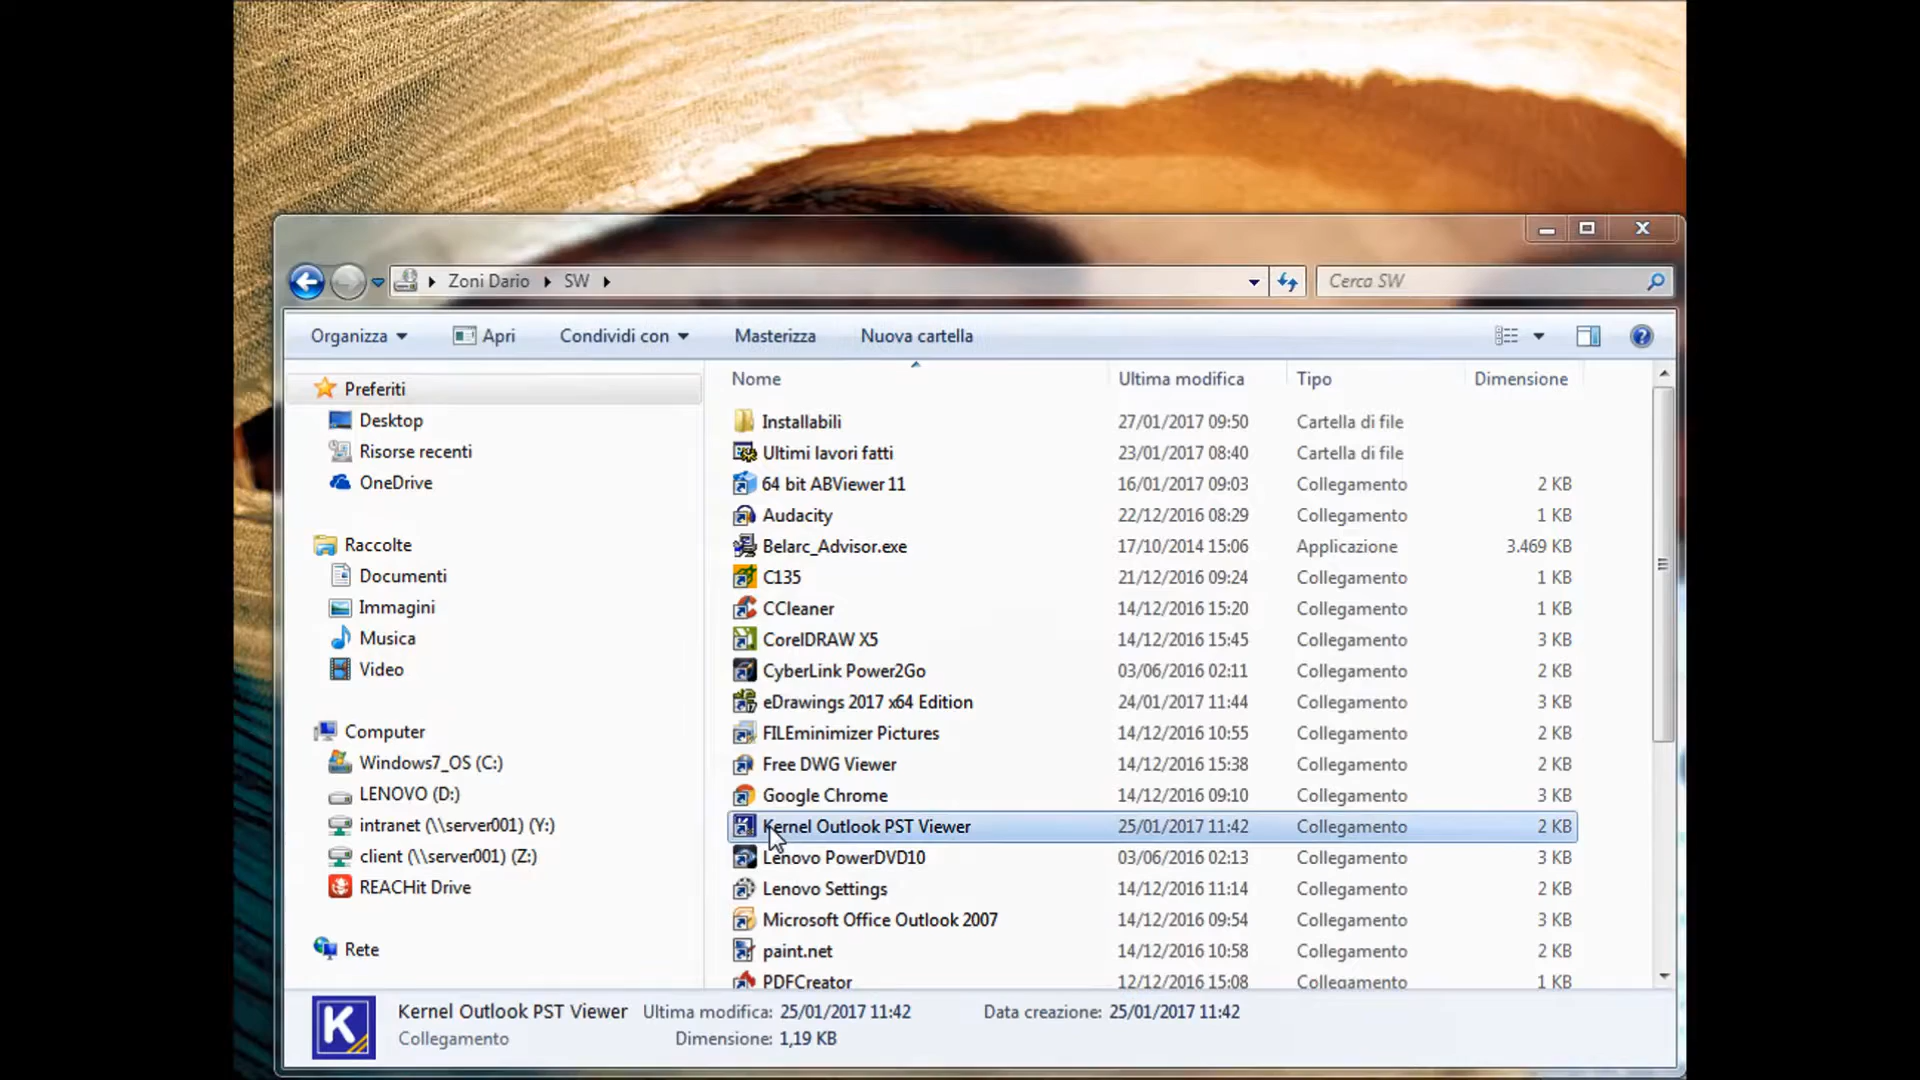 Zoni Dario SW
Cerca SW
Organizza Apri Condividi con Masterizza Nuova cartella
Preferiti
Desktop
Risorse recenti
OneDrive
Raccolte
Documenti
Immagini
Musica
Video
Computer
Windows7_OS (C:)
LENOVO (D:)
intranet (\\server001) (Y:)
client (\\server001) (Z:)
REACHit Drive
Rete
Nome Ultima modifica Tipo Dimensione
Installabili 27/01/2017 09:50 Cartella di file
Ultimi lavori fatti 23/01/2017 08:40 Cartella di file
64 bit ABViewer 11 16/01/2017 09:03 Collegamento 2 KB
Audacity 22/12/2016 08:29 Collegamento 1 KB
Belarc_Advisor.exe 17/10/2014 15:06 Applicazione 3.469 KB
C135 21/12/2016 09:24 Collegamento 1 KB
CCleaner 14/12/2016 15:20 Collegamento 1 KB
CorelDRAW X5 14/12/2016 15:45 Collegamento 3 KB
CyberLink Power2Go 03/06/2016 02:11 Collegamento 2 KB
eDrawings 2017 x64 Edition 24/01/2017 11:44 Collegamento 3 KB
FILEminimizer Pictures 14/12/2016 10:55 Collegamento 2 KB
Free DWG Viewer 14/12/2016 15:38 Collegamento 2 KB
Google Chrome 14/12/2016 09:10 Collegamento 3 KB
Kernel Outlook PST Viewer 25/01/2017 11:42 Collegamento 2 KB
Lenovo PowerDVD10 03/06/2016 02:13 Collegamento 3 KB
Lenovo Settings 14/12/2016 11:14 Collegamento 2 KB
Microsoft Office Outlook 2007 14/12/2016 09:54 Collegamento 3 KB
paint.net 14/12/2016 10:58 Collegamento 2 KB
PDFCreator 12/12/2016 15:08 Collegamento 1 KB
Kernel Outlook PST Viewer Ultima modifica: 25/01/2017 11:42 Data creazione: 25/01/2017 11:42
Collegamento Dimensione: 1,19 KB